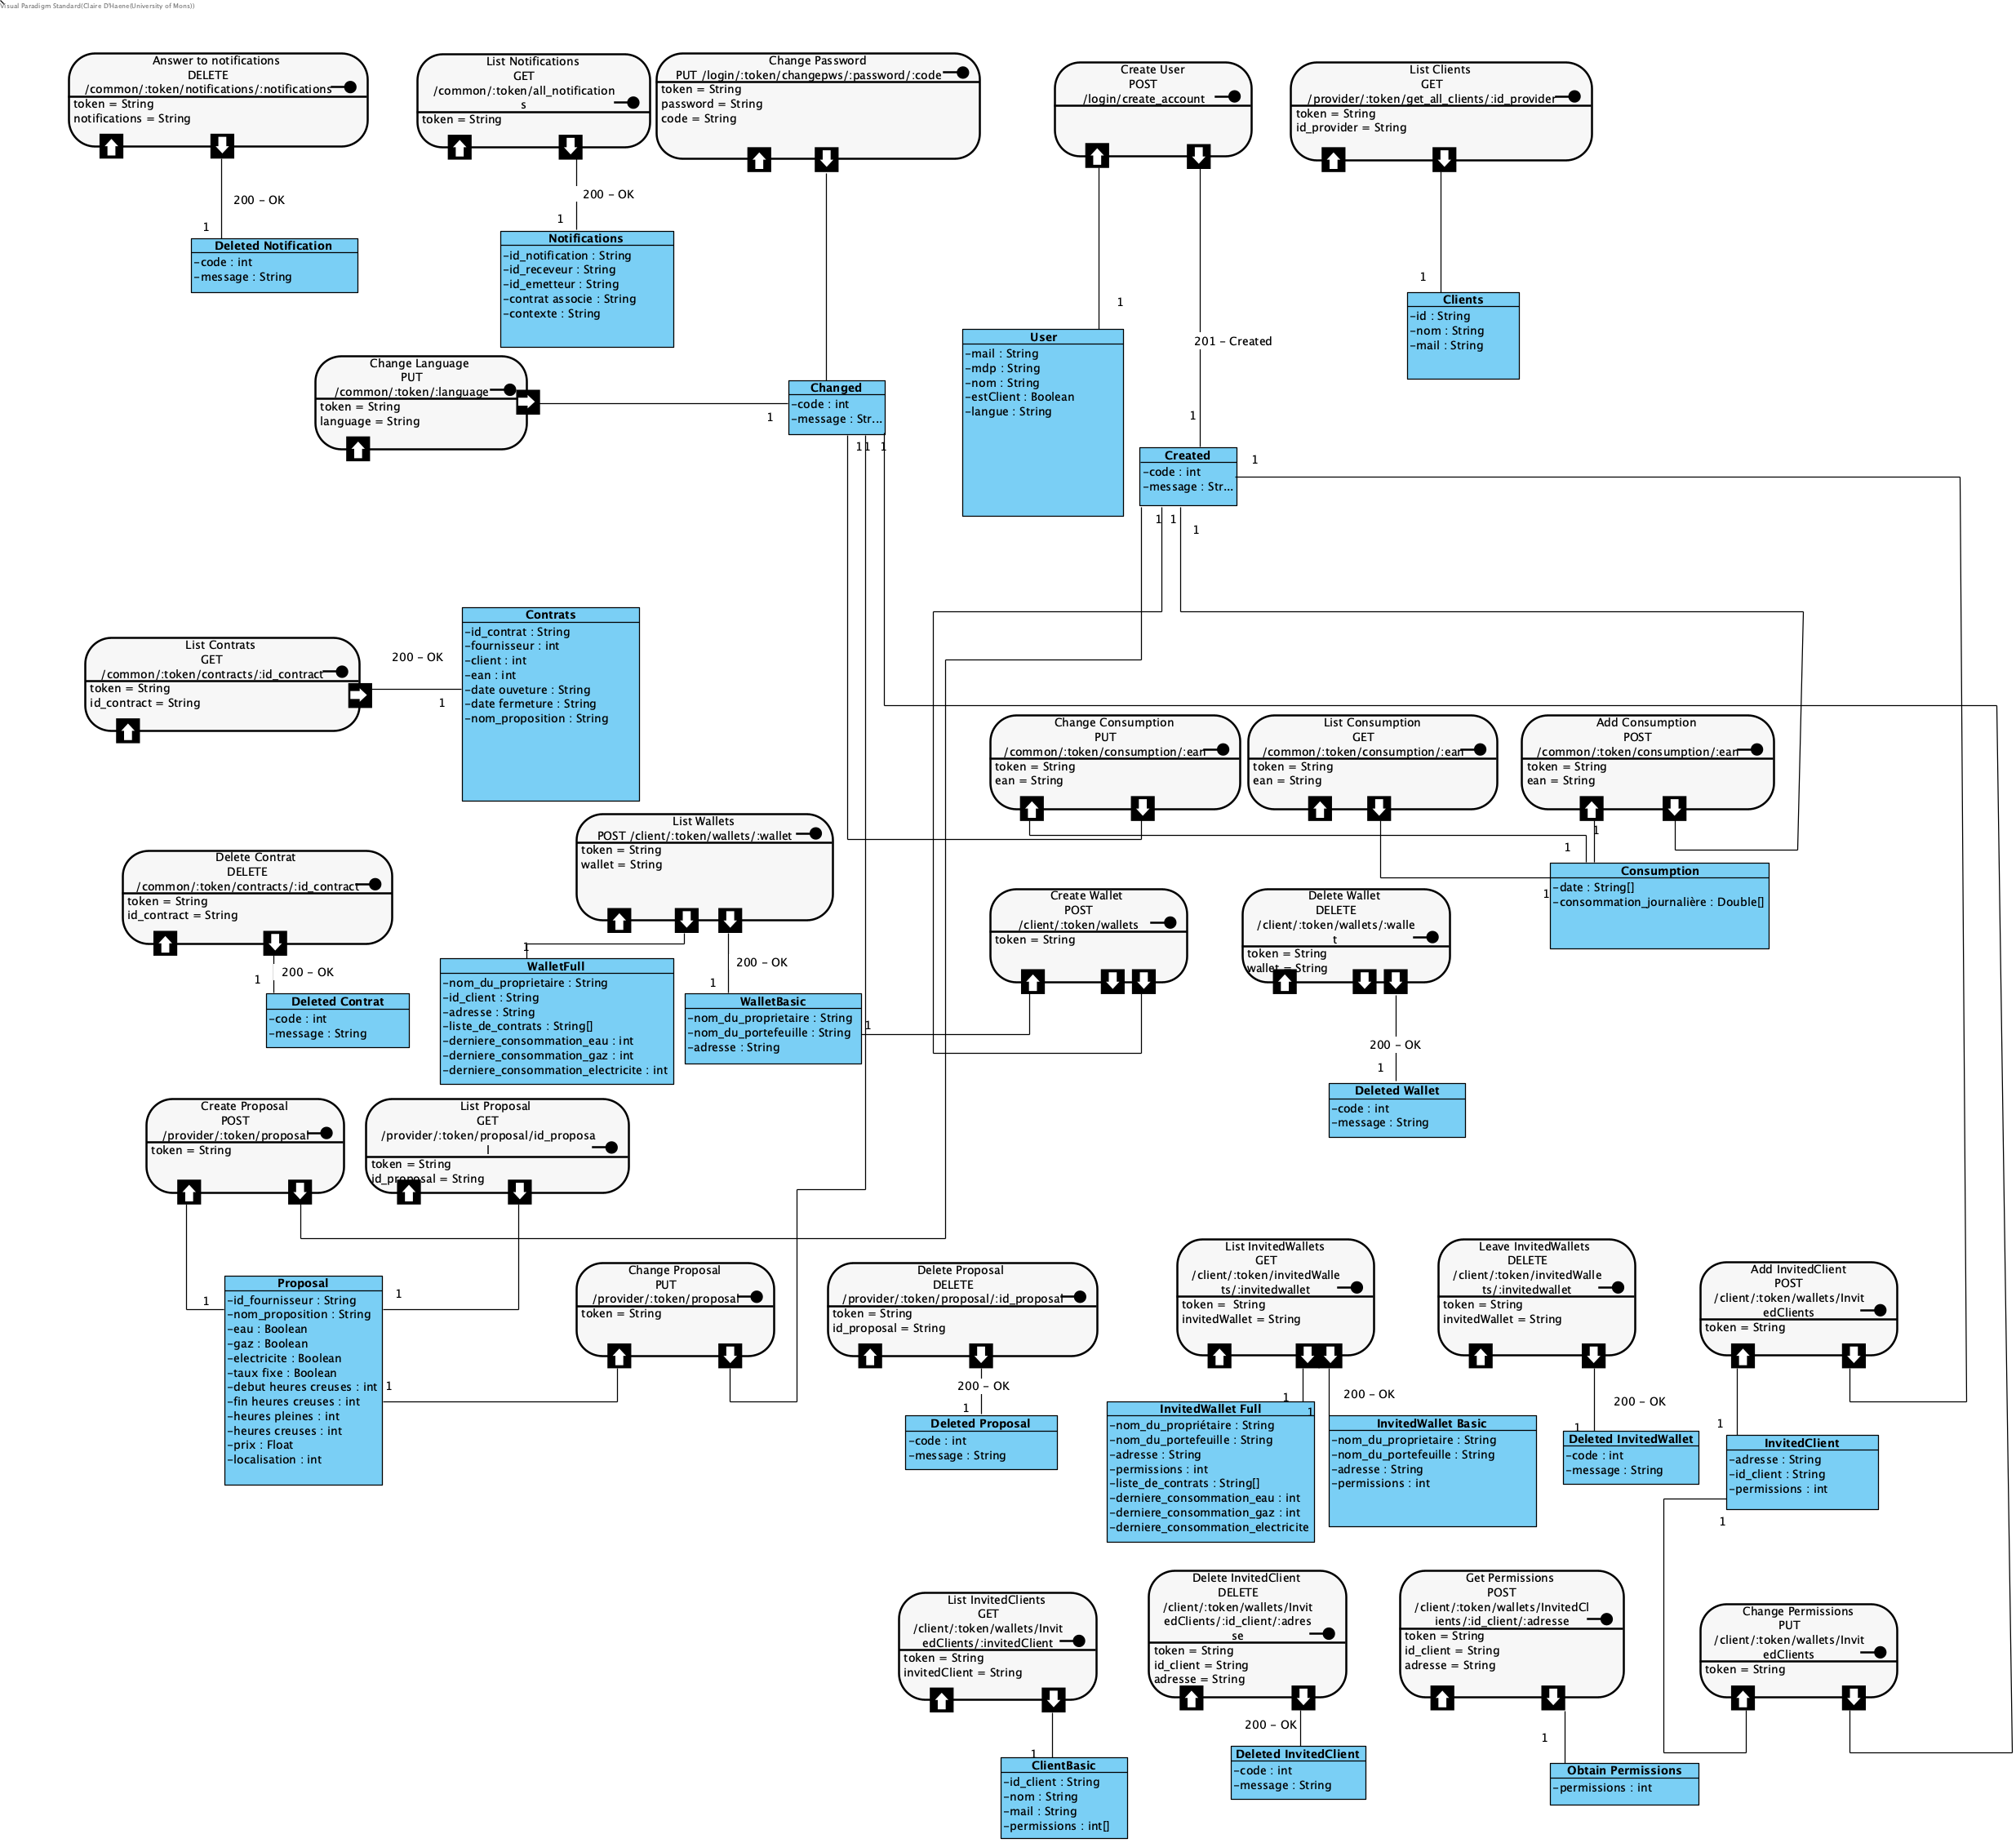 Visual Paradigm Standard(Claire D'Haene(University of Mons))
Answer to notifications
DELETE
/common/:token/notifications/:notifications
token = String
notifications = String
200 - OK
1
Deleted Notification
-code : int
-message : String
List Notifications
GET
/common/:token/all_notification
s
token = String
200 - OK
1
Notifications
-id_notification : String
-id_receveur : String
-id_emetteur : String
-contrat associe : String
-contexte : String
Change Password
PUT /login/:token/changepws/:password/:code
token = String
password = String
code = String
Create User
POST
/login/create_account
1
User
-mail : String
-mdp : String
-nom : String
-estClient : Boolean
-langue : String
201 - Created
1
List Clients
GET
/provider/:token/get_all_clients/:id_provider
token = String
id_provider = String
1
Clients
-id : String
-nom : String
-mail : String
Change Language
PUT
/common/:token/:language
token = String
language = String
1
Changed
-code : int
-message : Str...
1
1
1
Created
-code : int
-message : Str...
1
1
1
1
List Contrats
GET
/common/:token/contracts/:id_contract
token = String
id_contract = String
200 - OK
1
Contrats
-id_contrat : String
-fournisseur : int
-client : int
-ean : int
-date ouveture : String
-date fermeture : String
-nom_proposition : String
Change Consumption
PUT
/common/:token/consumption/:ean
token = String
ean = String
List Consumption
GET
/common/:token/consumption/:ean
token = String
ean = String
Add Consumption
POST
/common/:token/consumption/:ean
token = String
ean = String
1
1
1
Consumption
-date : String[]
-consommation_journalière : Double[]
Delete Contrat
DELETE
/common/:token/contracts/:id_contract
token = String
id_contract = String
1
200 - OK
Deleted Contrat
-code : int
-message : String
List Wallets
POST /client/:token/wallets/:wallet
token = String
wallet = String
1
WalletFull
-nom_du_proprietaire : String
-id_client : String
-adresse : String
-liste_de_contrats : String[]
-derniere_consommation_eau : int
-derniere_consommation_gaz : int
-derniere_consommation_electricite : int
200 - OK
1
WalletBasic
-nom_du_proprietaire : String
-nom_du_portefeuille : String
-adresse : String
1
Create Wallet
POST
/client/:token/wallets
token = String
Delete Wallet
DELETE
/client/:token/wallets/:walle
t
token = String
wallet = String
200 - OK
1
Deleted Wallet
-code : int
-message : String
Create Proposal
POST
/provider/:token/proposal
token = String
List Proposal
GET
/provider/:token/proposal/id_proposa
l
token = String
id_proposal = String
1
1
Proposal
-id_fournisseur : String
-nom_proposition : String
-eau : Boolean
-gaz : Boolean
-electricite : Boolean
-taux fixe : Boolean
-debut heures creuses : int
-fin heures creuses : int
-heures pleines : int
-heures creuses : int
-prix : Float
-localisation : int
1
Change Proposal
PUT
/provider/:token/proposal
token = String
Delete Proposal
DELETE
/provider/:token/proposal/:id_proposal
token = String
id_proposal = String
200 - OK
1
Deleted Proposal
-code : int
-message : String
List InvitedWallets
GET
/client/:token/invitedWalle
ts/:invitedwallet
token = String
invitedWallet = String
1
1
200 - OK
InvitedWallet Full
-nom_du_propriétaire : String
-nom_du_portefeuille : String
-adresse : String
-permissions : int
-liste_de_contrats : String[]
-derniere_consommation_eau : int
-derniere_consommation_gaz : int
-derniere_consommation_electricite
InvitedWallet Basic
-nom_du_proprietaire : String
-nom_du_portefeuille : String
-adresse : String
-permissions : int
Leave InvitedWallets
DELETE
/client/:token/invitedWalle
ts/:invitedwallet
token = String
invitedWallet = String
200 - OK
1
Deleted InvitedWallet
-code : int
-message : String
Add InvitedClient
POST
/client/:token/wallets/Invit
edClients
token = String
1
InvitedClient
-adresse : String
-id_client : String
-permissions : int
1
List InvitedClients
GET
/client/:token/wallets/Invit
edClients/:invitedClient
token = String
invitedClient = String
1
ClientBasic
-id_client : String
-nom : String
-mail : String
-permissions : int[]
Delete InvitedClient
DELETE
/client/:token/wallets/Invit
edClients/:id_client/:adres
se
token = String
id_client = String
adresse = String
200 - OK
Deleted InvitedClient
-code : int
-message : String
Get Permissions
POST
/client/:token/wallets/InvitedCl
ients/:id_client/:adresse
token = String
id_client = String
adresse = String
1
Obtain Permissions
-permissions : int
Change Permissions
PUT
/client/:token/wallets/Invit
edClients
token = String